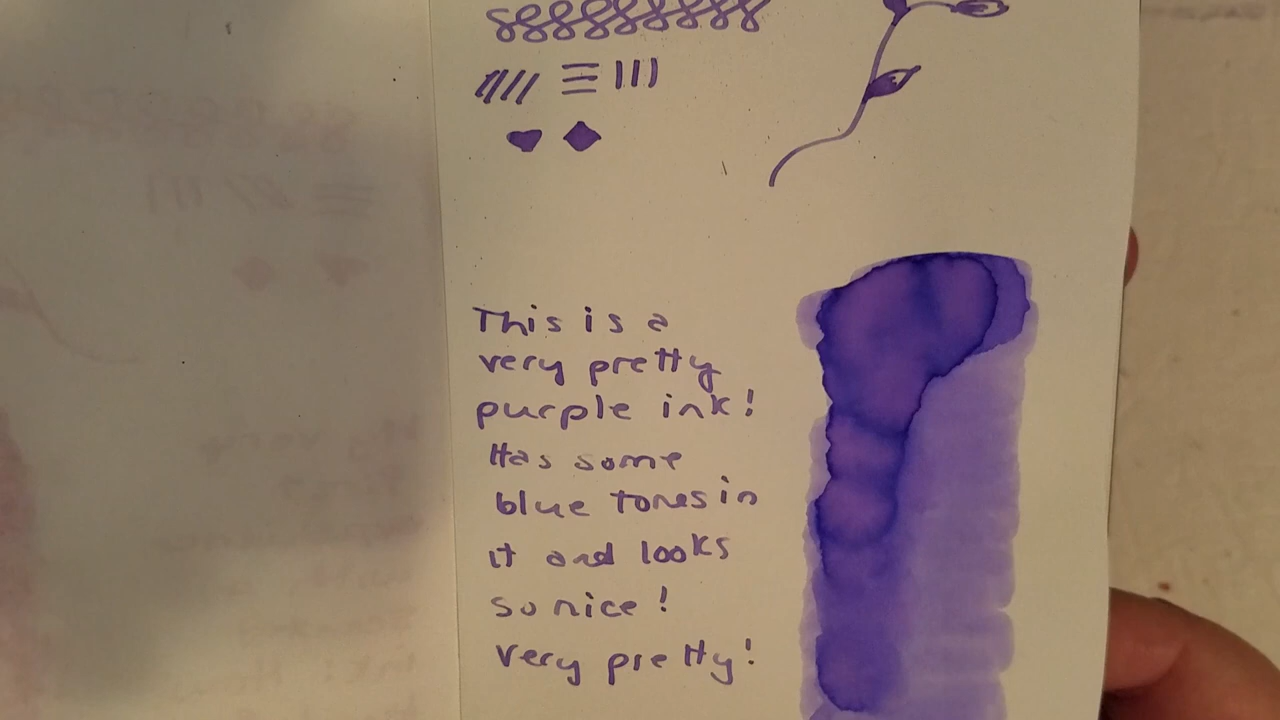 This is a
very pretty
purple ink!
Has some
blue tones in
it and looks
so nice!
very pretty!